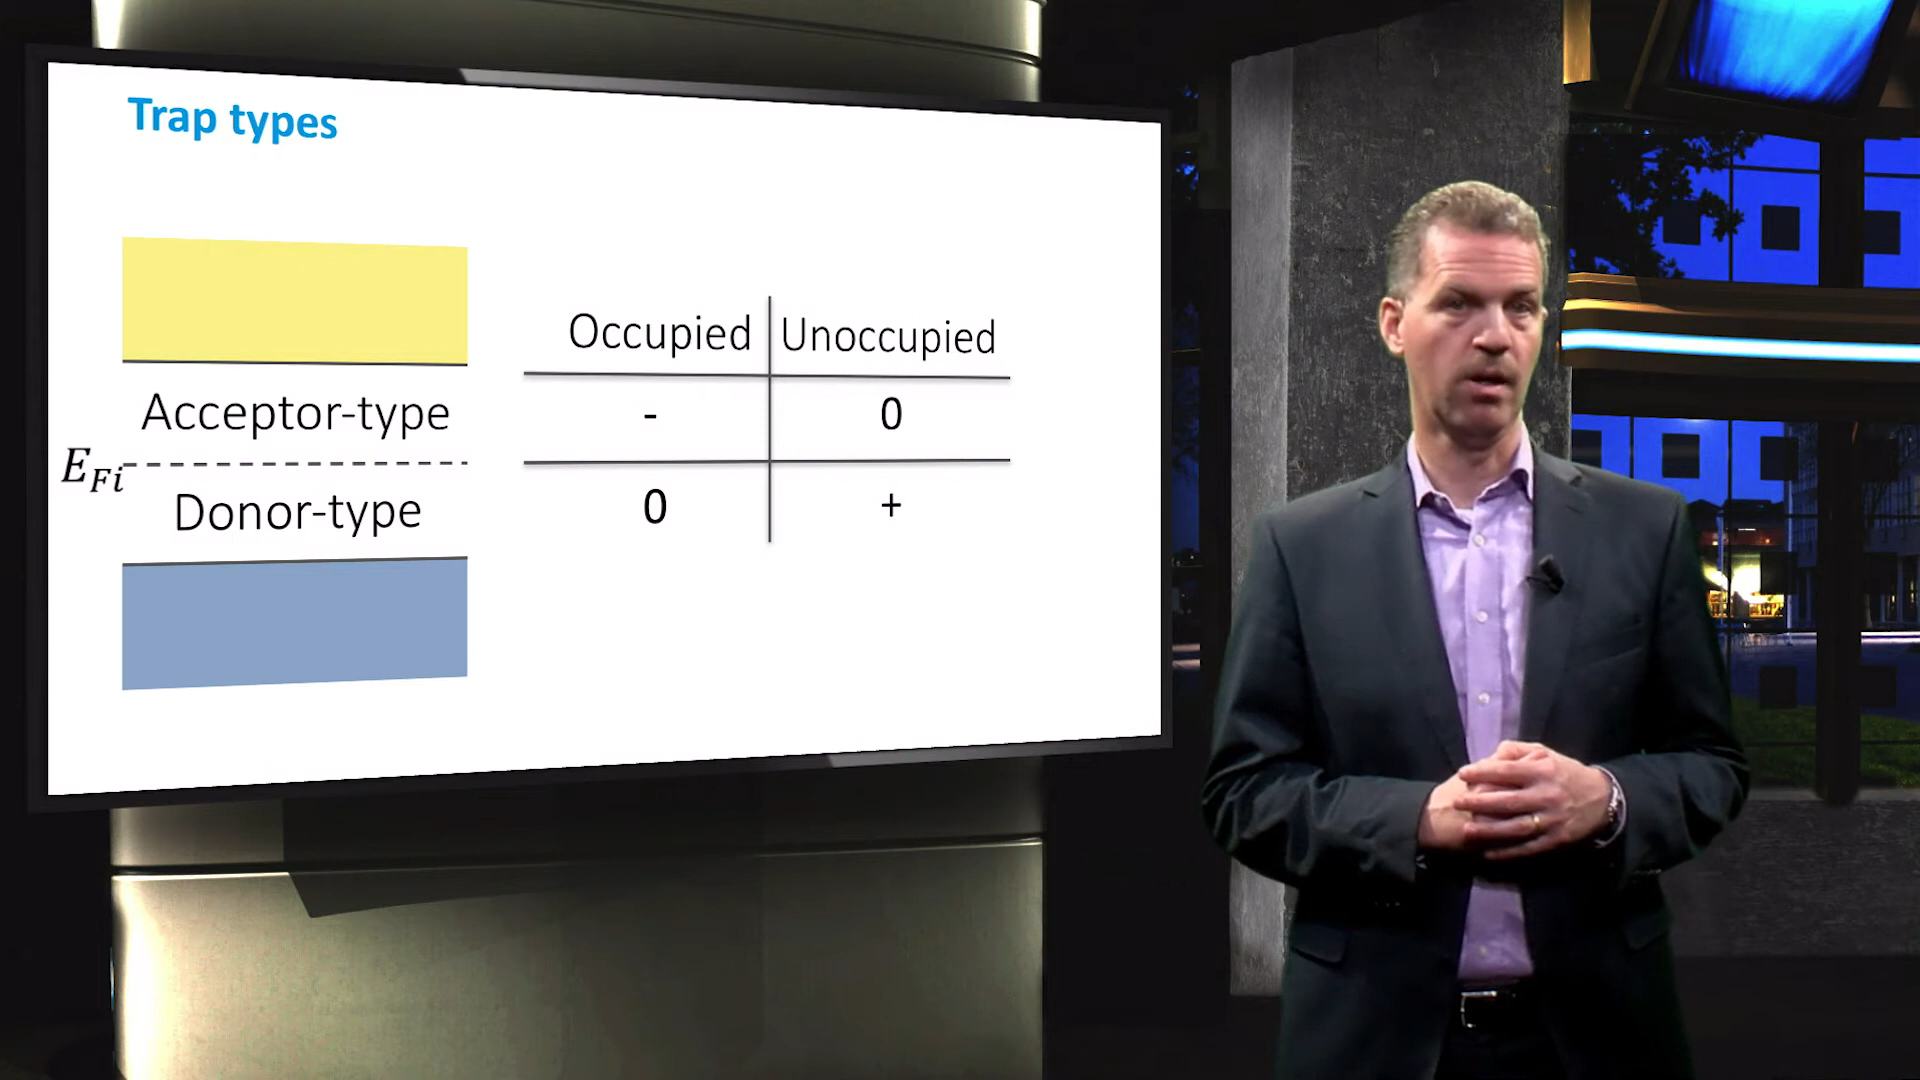 Trap types
Occupied Unoccupied
Acceptor-type - 0
E_Fi
Donor-type 0 +